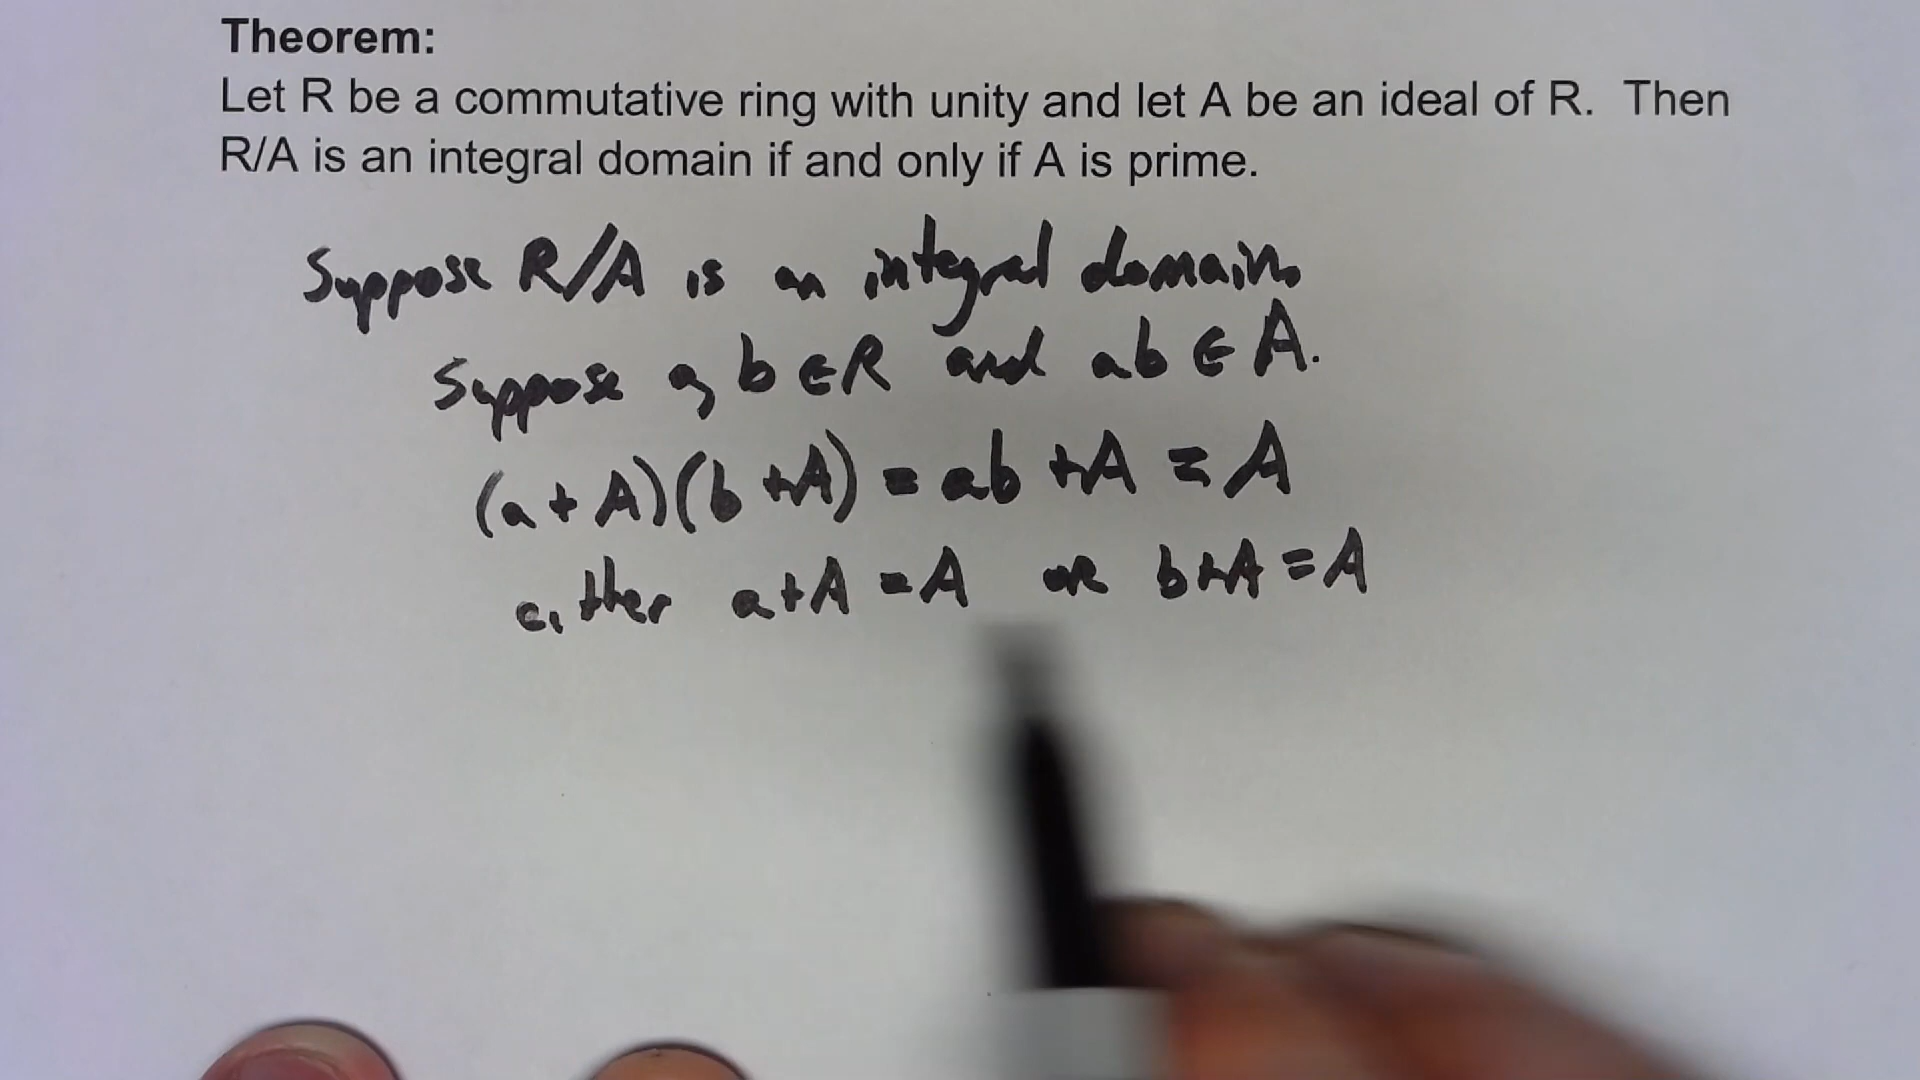 Theorem:
Let R be a commutative ring with unity and let A be an ideal of R. Then
R/A is an integral domain if and only if A is prime.
Suppose R/A is an integral domain.
Suppose a, b ∈ R and ab ∈ A.
(a + A)(b + A) = ab + A = A
either a+A = A or b+A = A